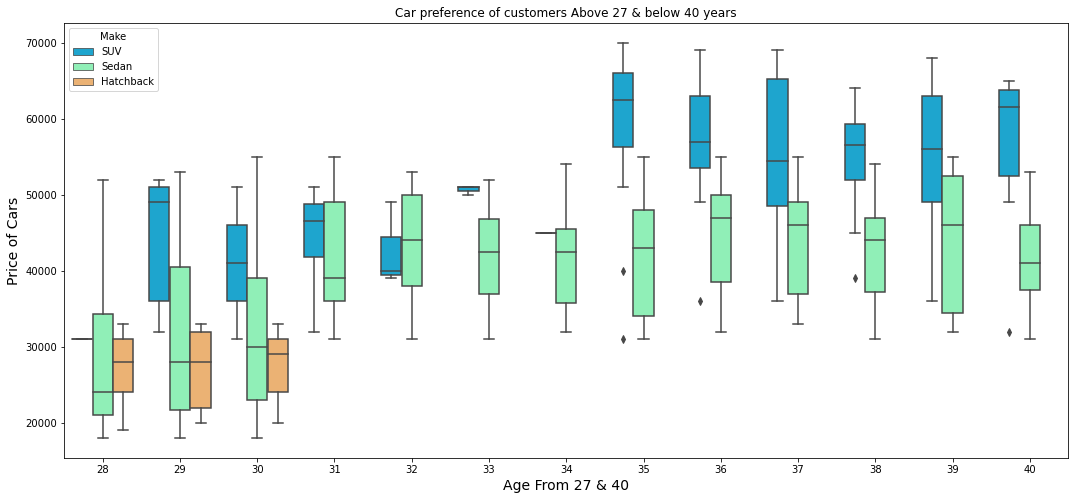 Car preference of customers Above 27 & below 40 years
Make
SUV
Sedan
Hatchback
Price of Cars
70000
60000
50000
40000
30000
20000
28 29 30 31 32 33 34 35 36 37 38 39 40
Age From 27 & 40